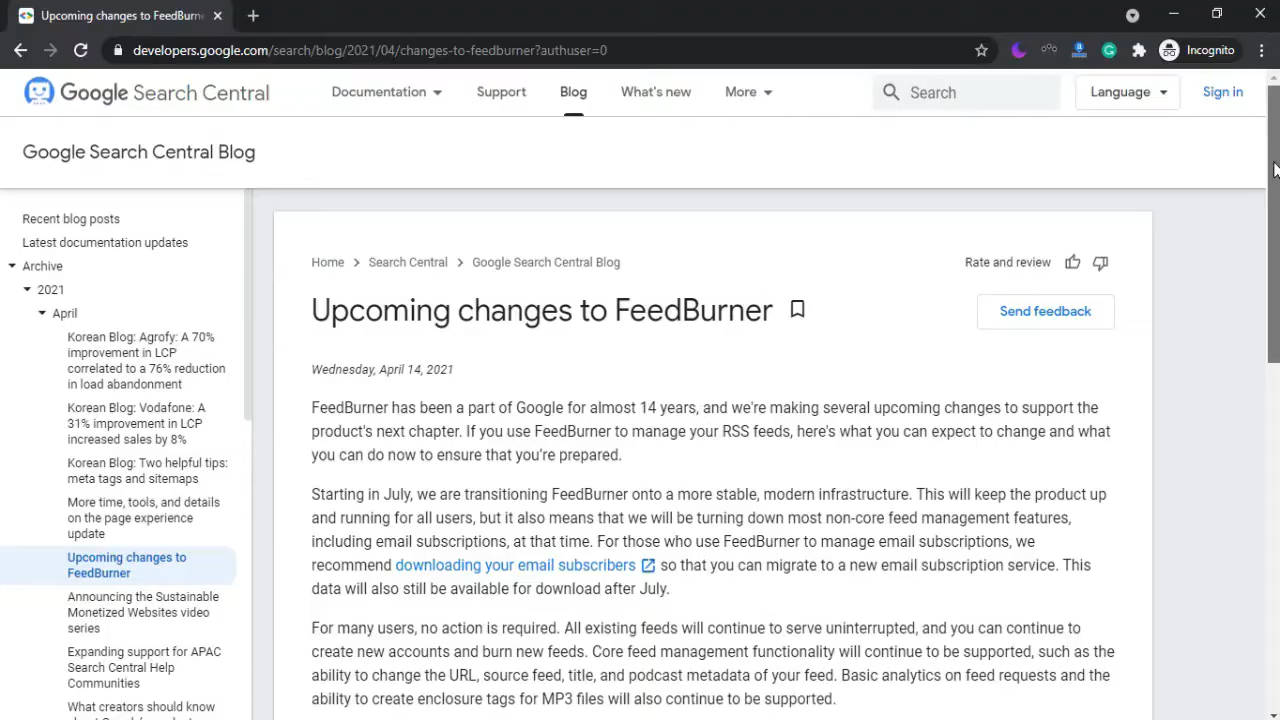 Upcoming changes to FeedBurne
developers.google.com/search/blog/2021/04/changes-to-feedburner?authuser=0
Incognito
Google Search Central
Documentation
Support
Blog
What's new
More
Search
Language
Sign in
Google Search Central Blog
Recent blog posts
Latest documentation updates
Archive
2021
April
Korean Blog: Agrofy: A 70%
improvement in LCP
correlated to a 76% reduction
in load abandonment
Korean Blog: Vodafone: A
31% improvement in LCP
increased sales by 8%
Korean Blog: Two helpful tips:
meta tags and sitemaps
More time, tools, and details
on the page experience
update
Upcoming changes to
FeedBurner
Announcing the Sustainable
Monetized Websites video
series
Expanding support for APAC
Search Central Help
Communities
What creators should know
Home > Search Central > Google Search Central Blog
Rate and review
Upcoming changes to FeedBurner
Send feedback
Wednesday, April 14, 2021
FeedBurner has been a part of Google for almost 14 years, and we're making several upcoming changes to support the
product's next chapter. If you use FeedBurner to manage your RSS feeds, here's what you can expect to change and what
you can do now to ensure that you're prepared.
Starting in July, we are transitioning FeedBurner onto a more stable, modern infrastructure. This will keep the product up
and running for all users, but it also means that we will be turning down most non-core feed management features,
including email subscriptions, at that time. For those who use FeedBurner to manage email subscriptions, we
recommend downloading your email subscribers so that you can migrate to a new email subscription service. This
data will also still be available for download after July.
For many users, no action is required. All existing feeds will continue to serve uninterrupted, and you can continue to
create new accounts and burn new feeds. Core feed management functionality will continue to be supported, such as the
ability to change the URL, source feed, title, and podcast metadata of your feed. Basic analytics on feed requests and the
ability to create enclosure tags for MP3 files will also continue to be supported.